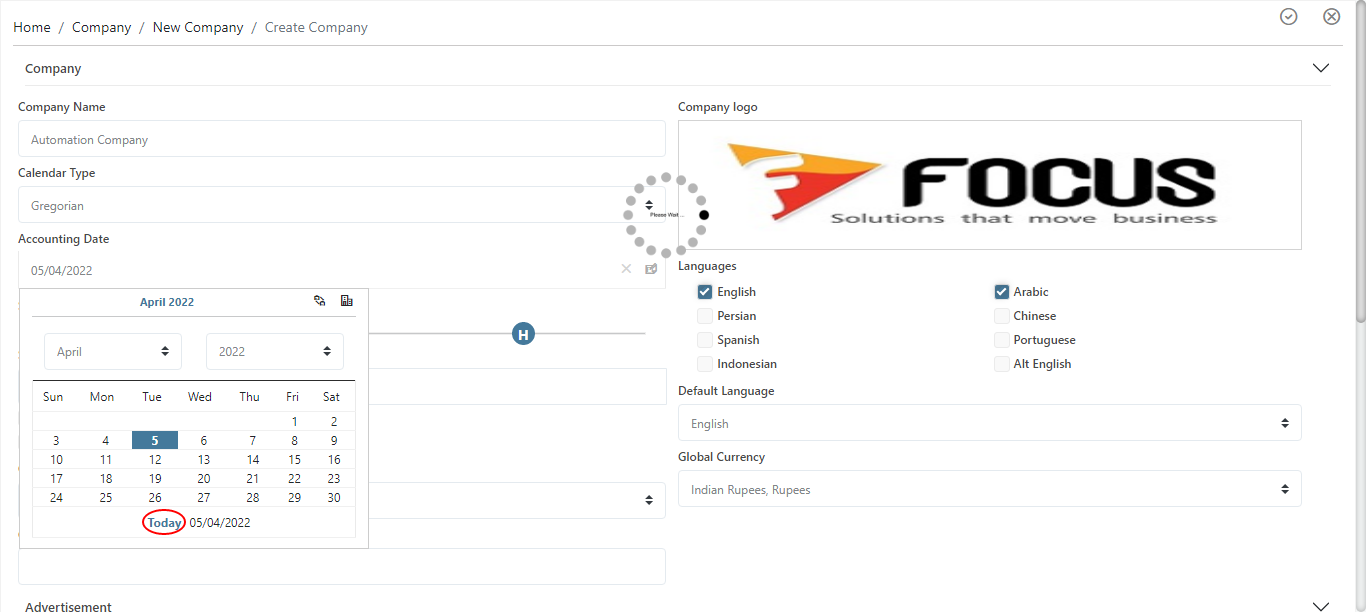 Home / Company / New Company / Create Company
Company
Company Name
Automation Company
Calendar Type
Gregorian
Accounting Date
05/04/2022
April 2022
April 2022
Sun Mon Tue Wed Thu Fri Sat
1 2
3 4 5 6 7 8 9
10 11 12 13 14 15 16
17 18 19 20 21 22 23
24 25 26 27 28 29 30
Today 05/04/2022
H
Please Wait ...
Company logo
FOCUS
Solutions that move business
Languages
English Arabic
Persian Chinese
Spanish Portuguese
Indonesian Alt English
Default Language
English
Global Currency
Indian Rupees, Rupees
Advertisement